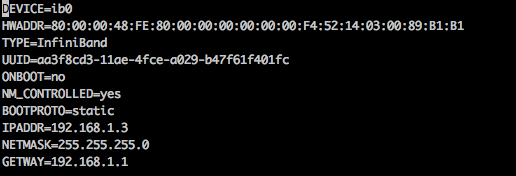 DEVICE=ib0
HWADDR=80:00:00:48:FE:80:00:00:00:00:00:00:F4:52:14:03:00:89:B1:B1
TYPE=InfiniBand
UUID=aa3f8cd3-11ae-4fce-a029-b47f61f401fc
ONBOOT=no
NM_CONTROLLED=yes
BOOTPROTO=static
IPADDR=192.168.1.3
NETMASK=255.255.255.0
GETWAY=192.168.1.1